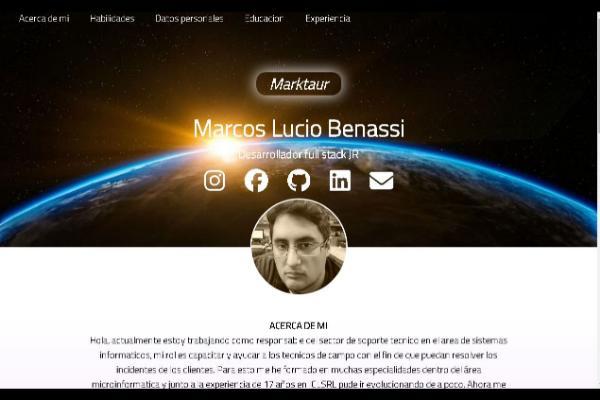 Acerca de mi Habilidades Datos personales Educacion Experiencia
Marktaur
Marcos Lucio Benassi
Desarrollador full stack JR
ACERCA DE MI
Hola, actualmente estoy trabajando como responsable del sector de soporte tecnico en el area de sistemas
informaticos, mi rol es capacitar y ayudar a los tecnicos de campo con el fin de que puedan resolver los
incidentes de los clientes. Para esto me he formado en muchas especialidades dentro del área
microinformatica y junto a la experiencia de 17 años en SRL pude ir evolucionando de a poco. Ahora me